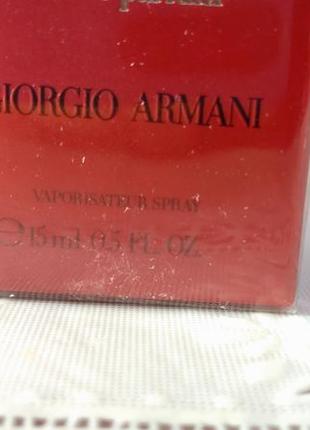 GIORGIO ARMANI
VAPORISATEUR SPRAY
℮ 15 ml 0.5 FL. OZ.